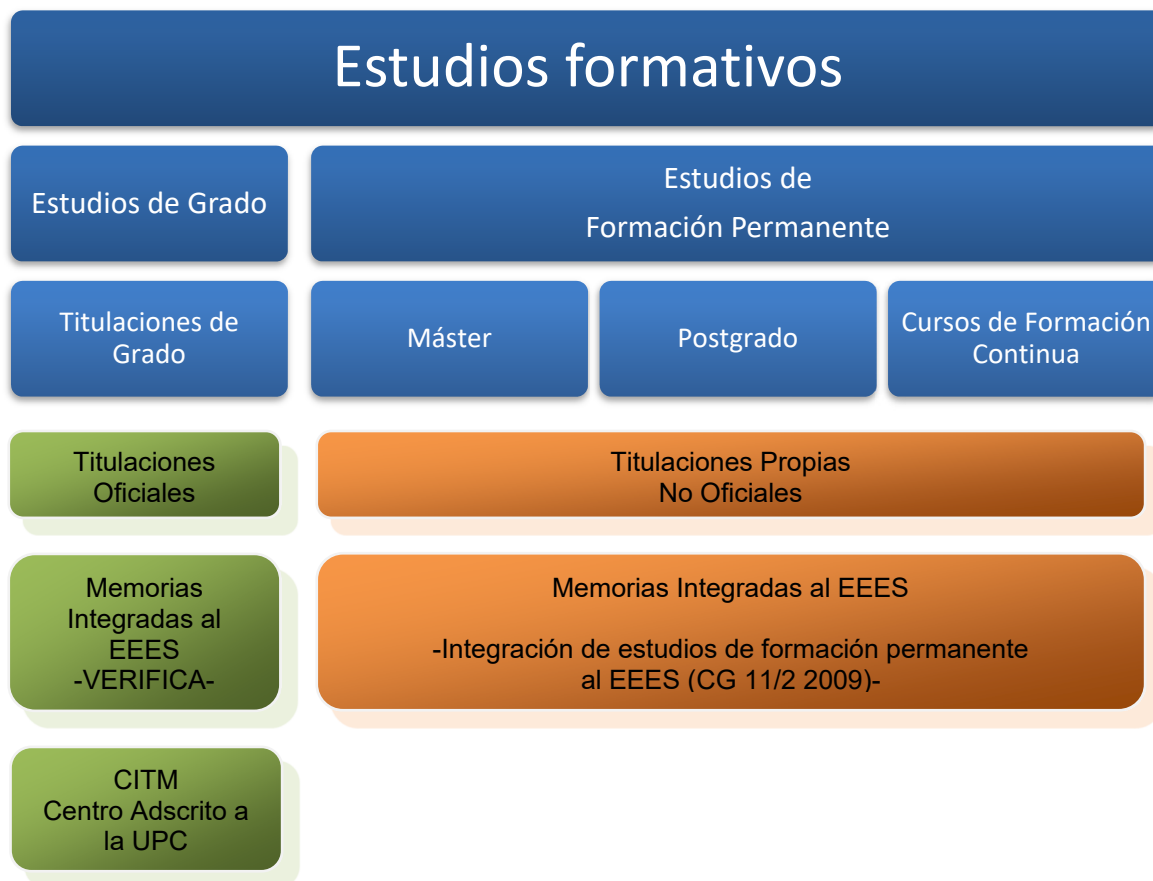 Estudios formativos
Estudios de Grado
Estudios de
Formación Permanente
Titulaciones de
Grado
Máster
Postgrado
Cursos de Formación
Continua
Titulaciones
Oficiales
Titulaciones Propias
No Oficiales
Memorias
Integradas al
EEES
-VERIFICA-
Memorias Integradas al EEES
-Integración de estudios de formación permanente
al EEES (CG 11/2 2009)-
CITM
Centro Adscrito a
la UPC